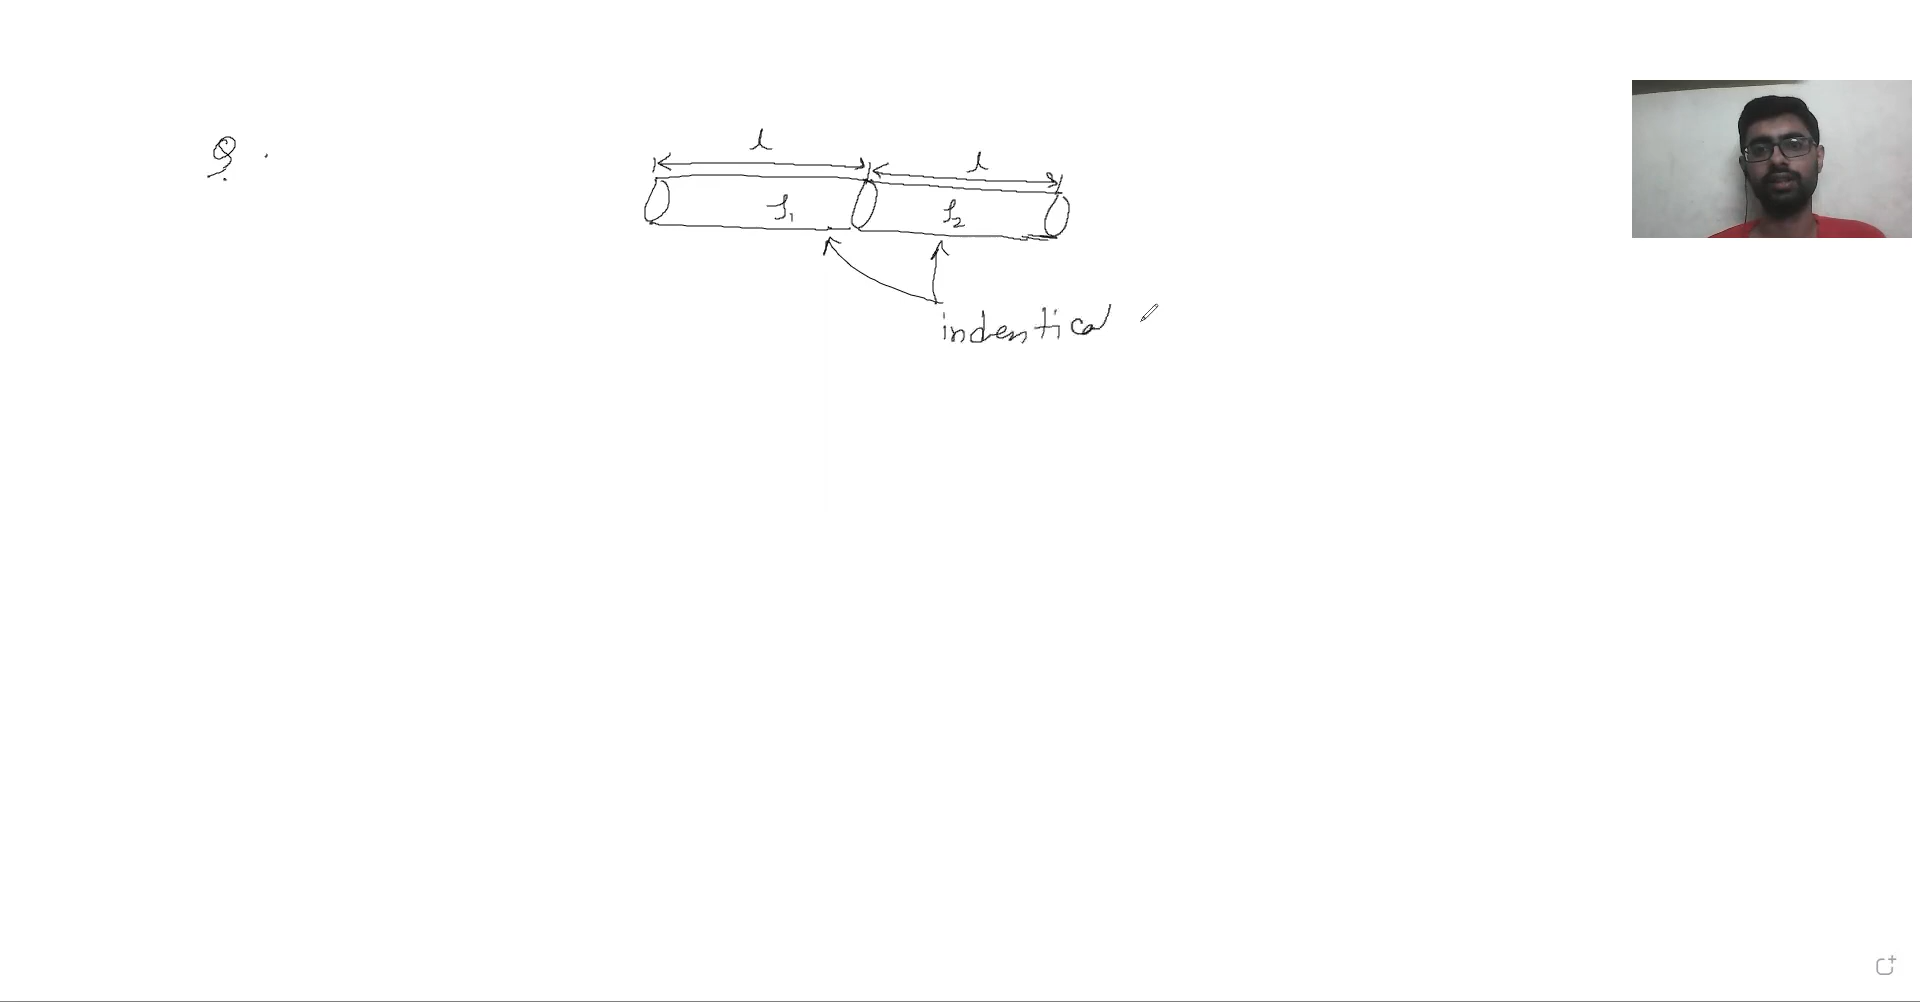 Q.
l
l
ρ₁ ρ₂
indentical